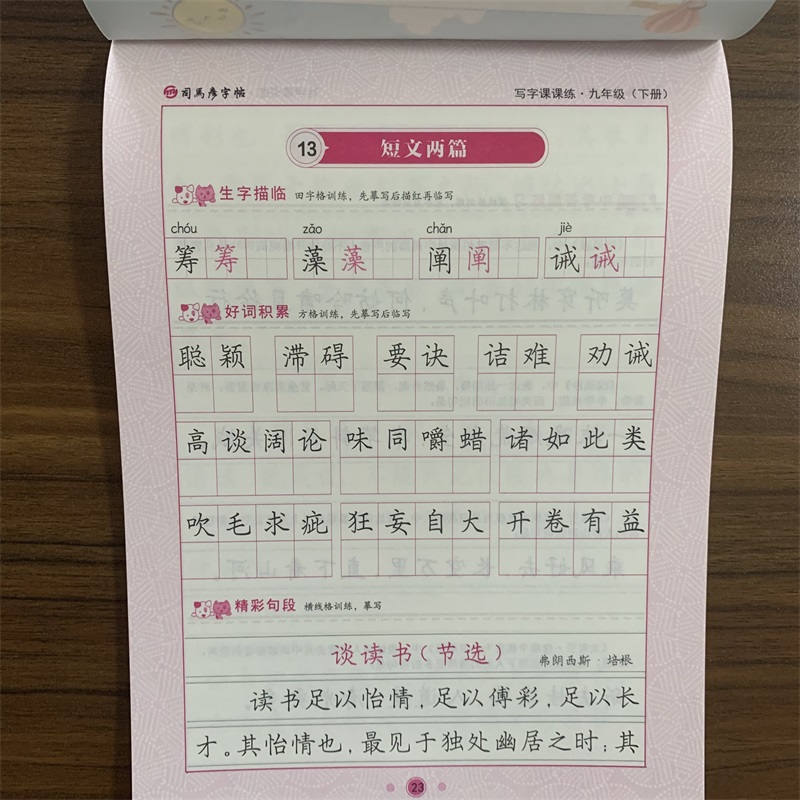 司馬彦字帖 写字课课练·九年级（下册）
13 短文两篇
生字描临 田字格训练，先摹写后描红再临写
chóu zǎo chǎn jiè
筹 筹 藻 藻 阐 阐 诫 诫
好词积累 方格训练，先摹写后临写
聪颖 滞碍 要诀 诘难 劝诫
高谈阔论 味同嚼蜡 诸如此类
吹毛求疵 狂妄自大 开卷有益
精彩句段 横线格训练，摹写
谈读书（节选） 弗朗西斯·培根
读书足以怡情，足以傅彩，足以长
才。其怡情也，最见于独处幽居之时；其
23